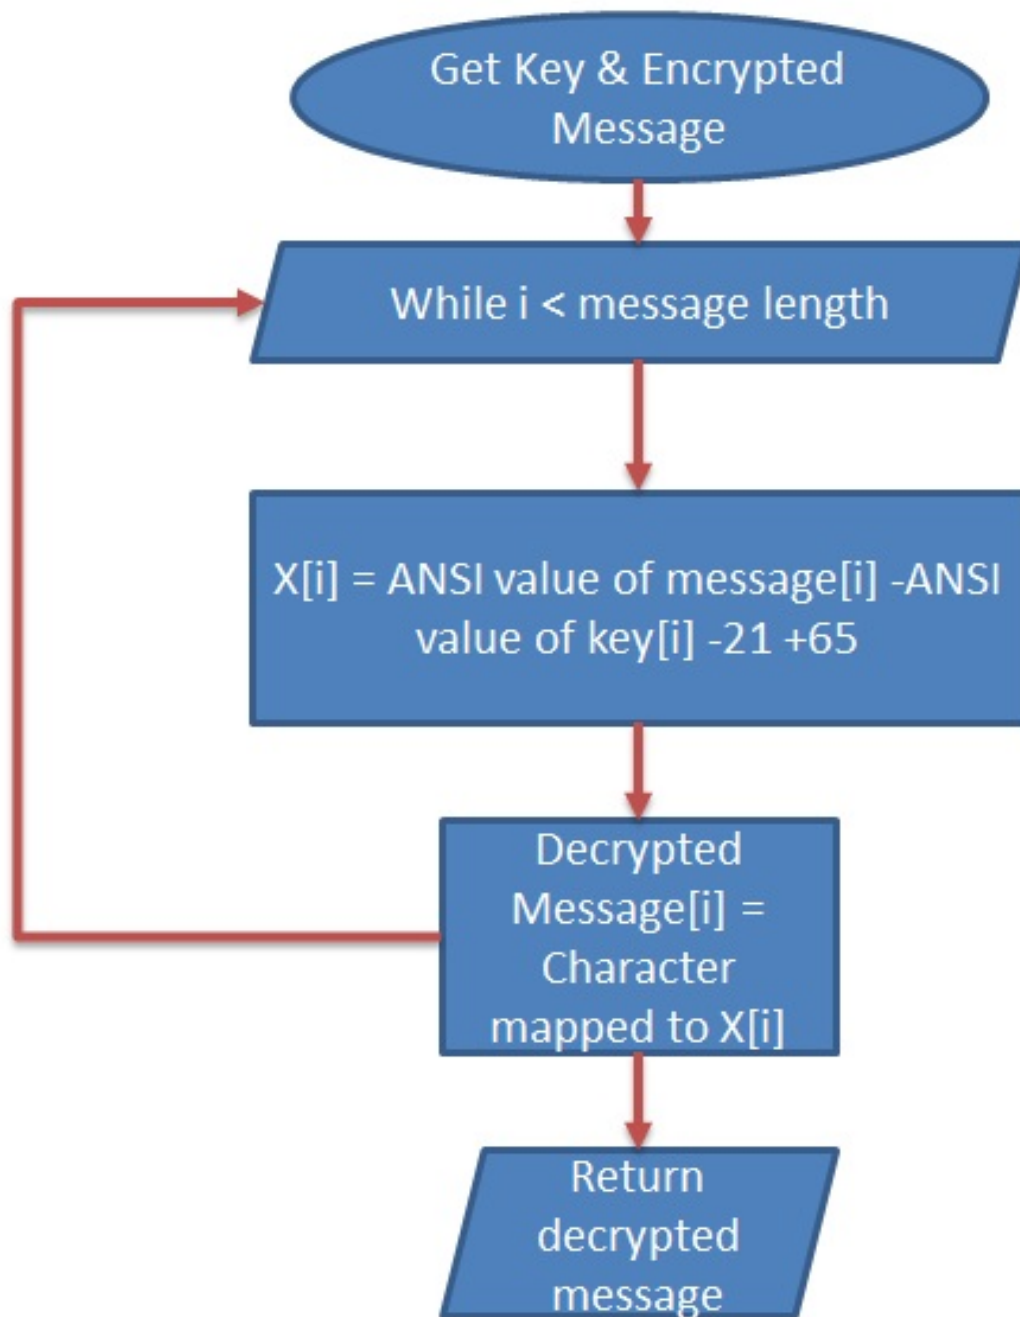 Get Key & Encrypted
Message
While i < message length
X[i] = ANSI value of message[i] -ANSI
value of key[i] -21 +65
Decrypted
Message[i] =
Character
mapped to X[i]
Return
decrypted
message